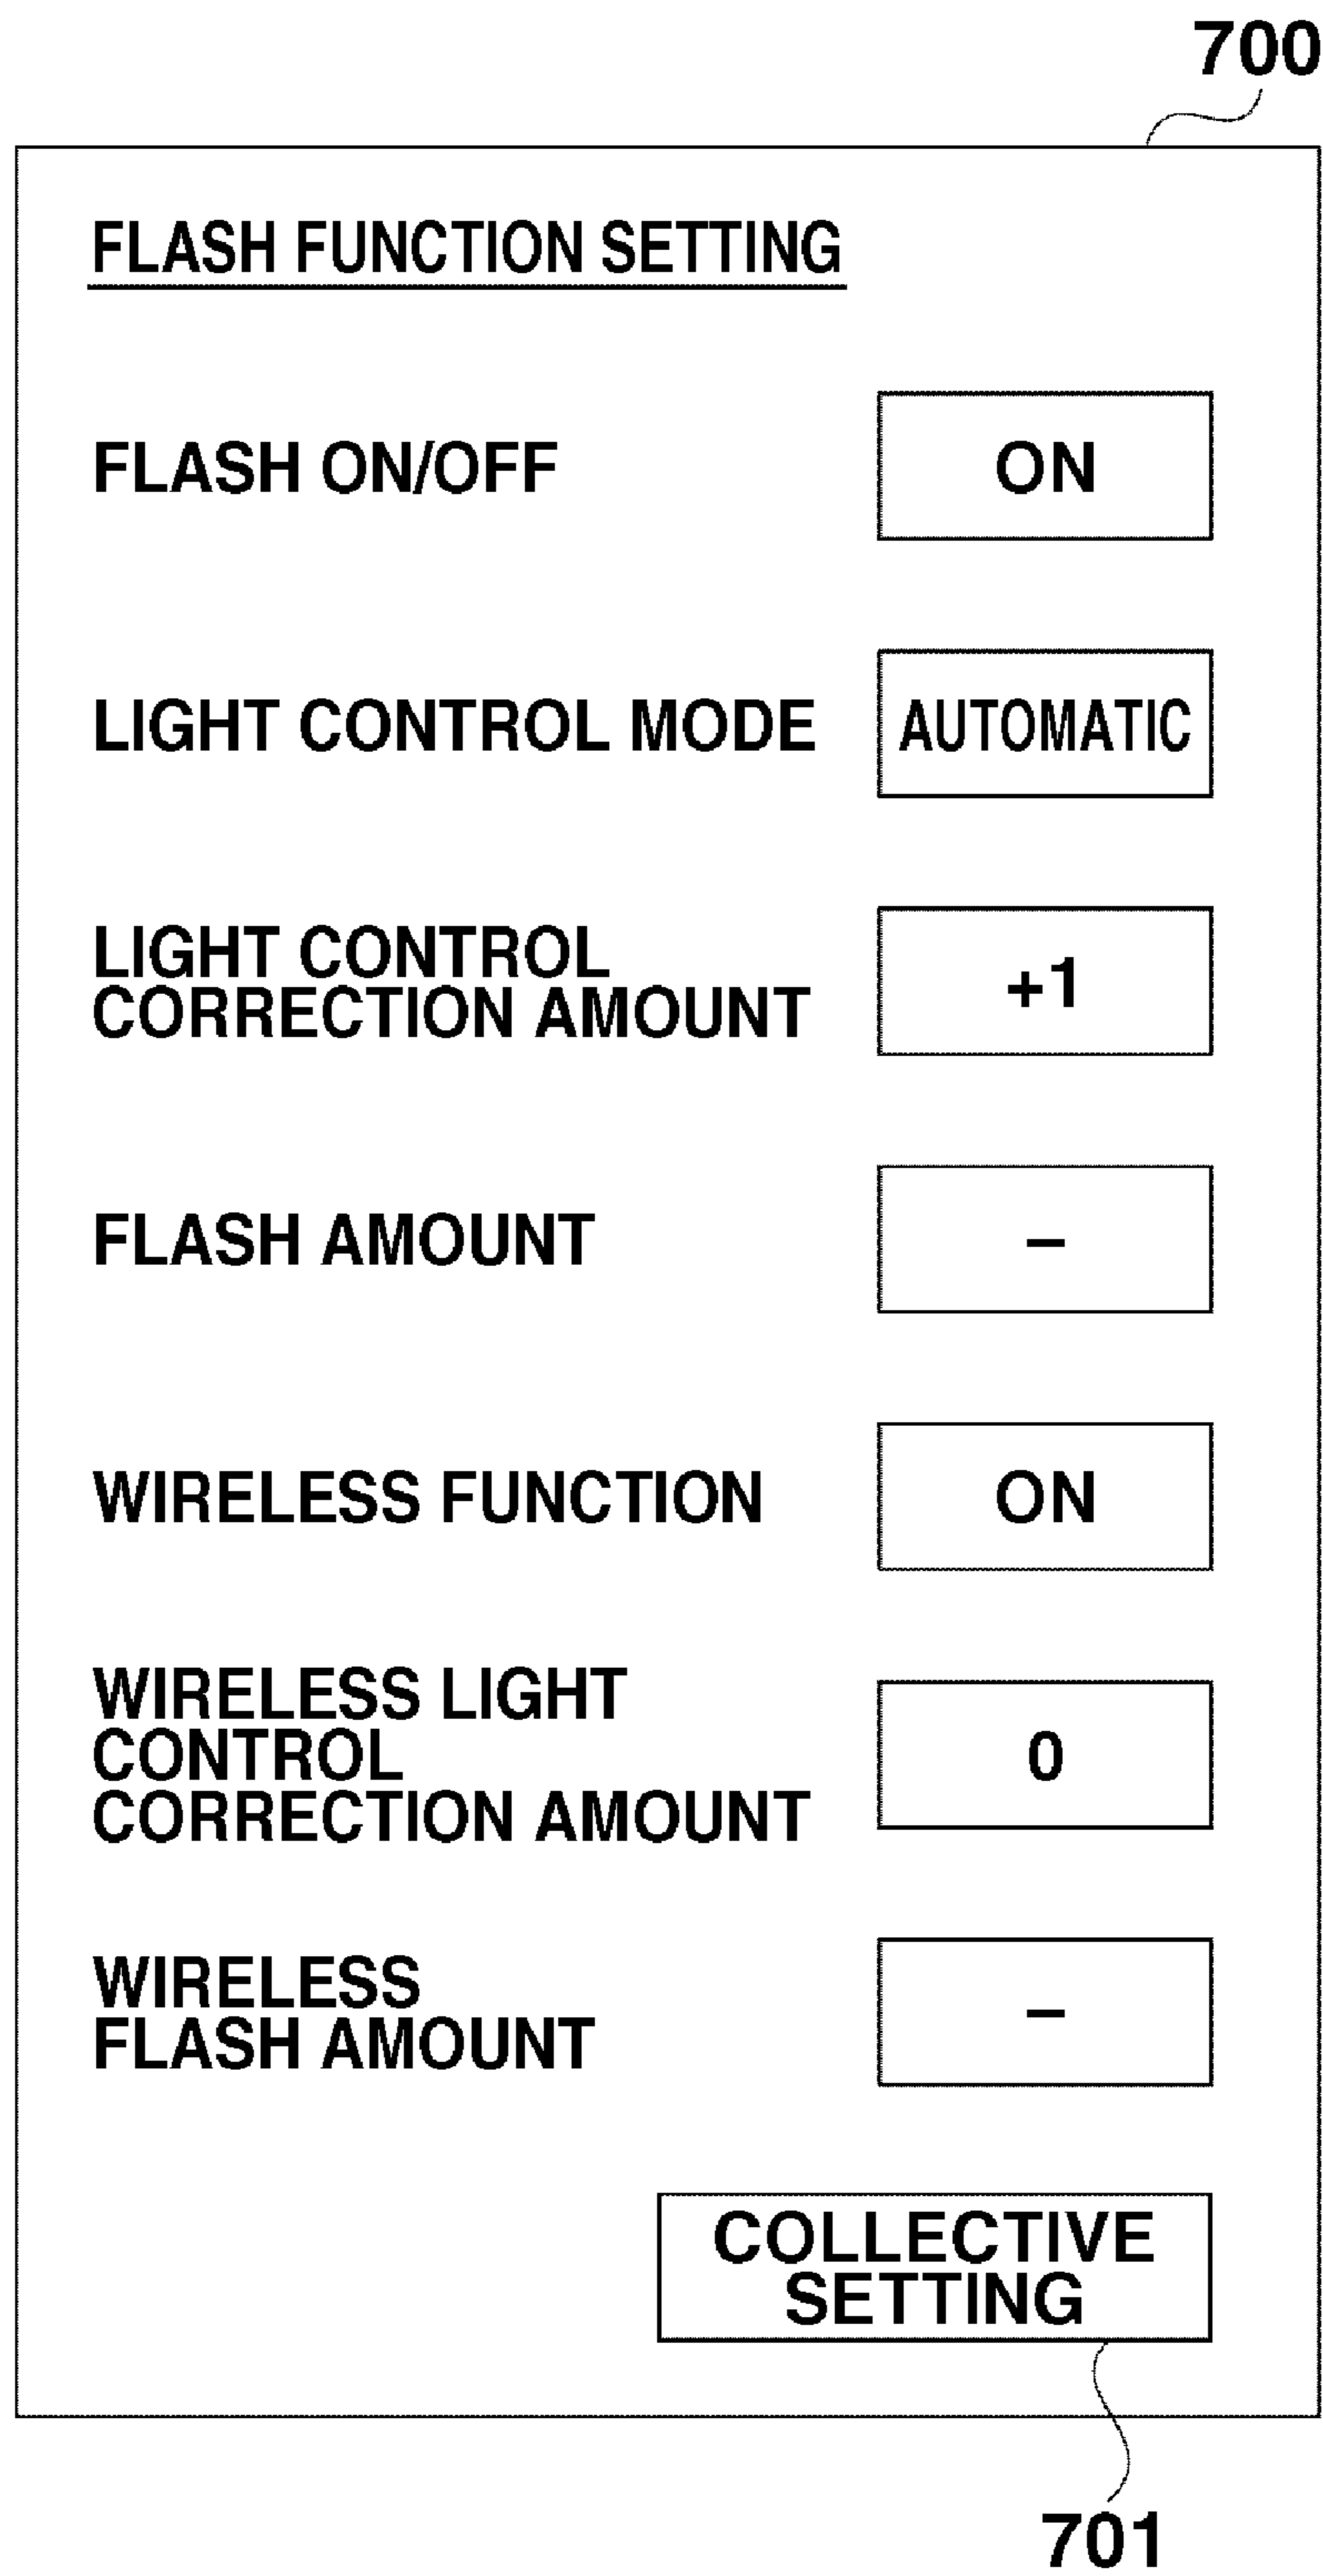 700
FLASH FUNCTION SETTING
FLASH ON/OFF
ON
LIGHT CONTROL MODE
AUTOMATIC
LIGHT CONTROL
CORRECTION AMOUNT
+1
FLASH AMOUNT
–
WIRELESS FUNCTION
ON
WIRELESS LIGHT
CONTROL
CORRECTION AMOUNT
0
WIRELESS
FLASH AMOUNT
–
COLLECTIVE
SETTING
701